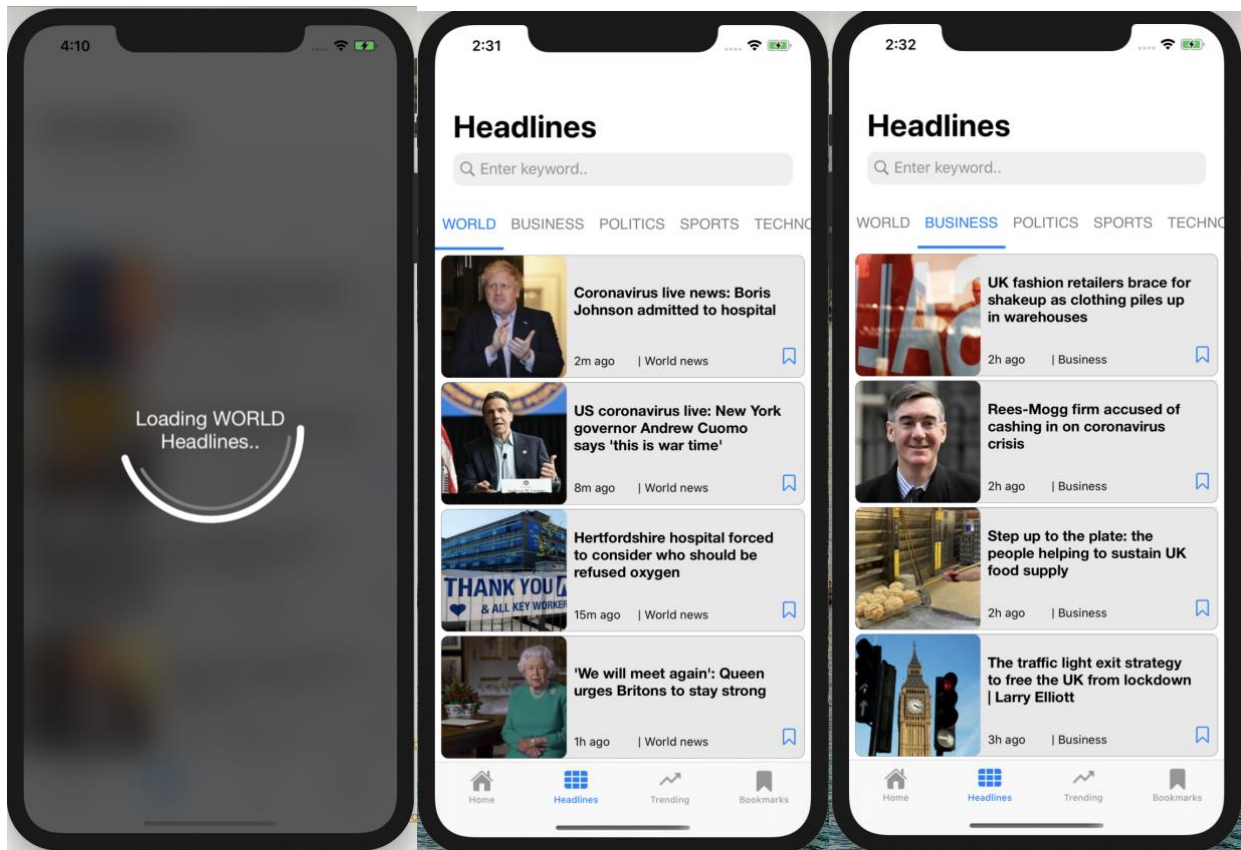 4:10
Loading WORLD
Headlines..
2:31
Headlines
Enter keyword..
WORLD BUSINESS POLITICS SPORTS TECHNO
Coronavirus live news: Boris
Johnson admitted to hospital
2m ago | World news
US coronavirus live: New York
governor Andrew Cuomo
says 'this is war time'
8m ago | World news
THANK YOU
& ALL KEY WORKER
Hertfordshire hospital forced
to consider who should be
refused oxygen
15m ago | World news
'We will meet again': Queen
urges Britons to stay strong
1h ago | World news
Home Headlines Trending Bookmarks
2:32
Headlines
Enter keyword..
WORLD BUSINESS POLITICS SPORTS TECHN
UK fashion retailers brace for
shakeup as clothing piles up
in warehouses
2h ago | Business
Rees-Mogg firm accused of
cashing in on coronavirus
crisis
2h ago | Business
Step up to the plate: the
people helping to sustain UK
food supply
2h ago | Business
The traffic light exit strategy
to free the UK from lockdown
| Larry Elliott
3h ago | Business
Home Headlines Trending Bookmarks